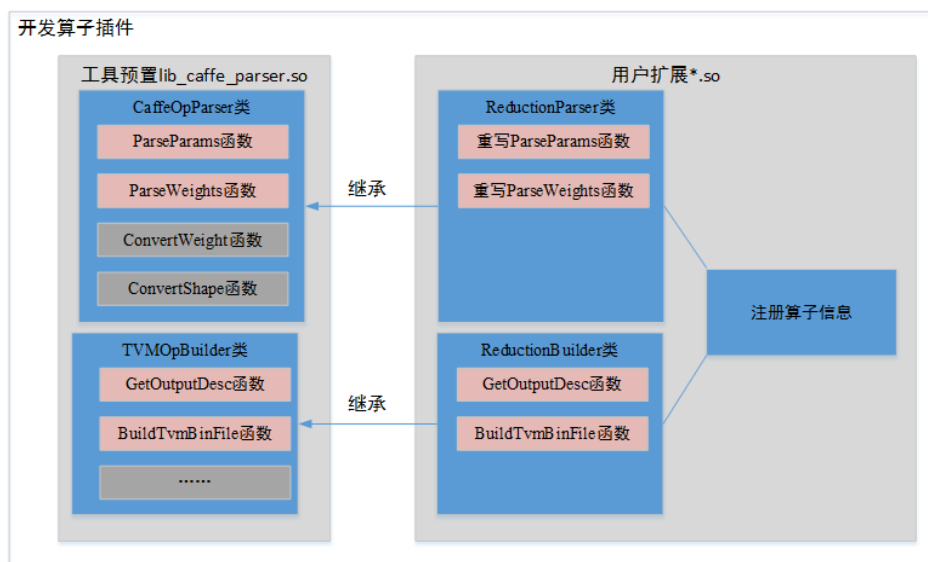 开发算子插件
工具预置lib_caffe_parser.so
CaffeOpParser类
ParseParams函数
ParseWeights函数
ConvertWeight函数
ConvertShape函数
TVMOpBuilder类
GetOutputDesc函数
BuildTvmBinFile函数
……
继承
继承
用户扩展*.so
ReductionParser类
重写ParseParams函数
重写ParseWeights函数
ReductionBuilder类
GetOutputDesc函数
BuildTvmBinFile函数
注册算子信息